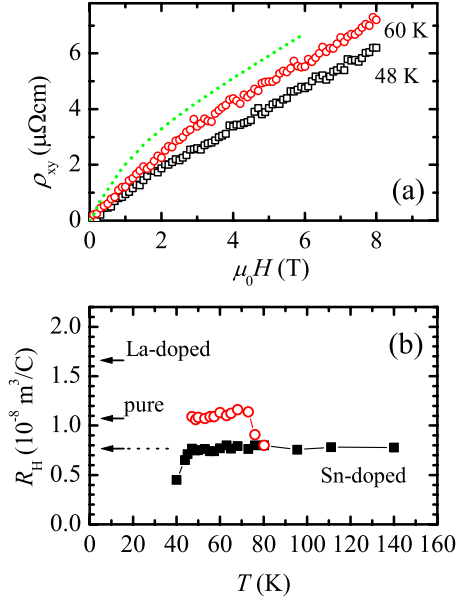 8
6
4
2
0
ρxy (μΩcm)
60 K
48 K
(a)
0 2 4 6 8
μ0H (T)
2.0
1.5
1.0
0.5
0.0
RH (10-8 m3/C)
(b)
La-doped
pure
Sn-doped
0 20 40 60 80 100 120 140 160
T (K)